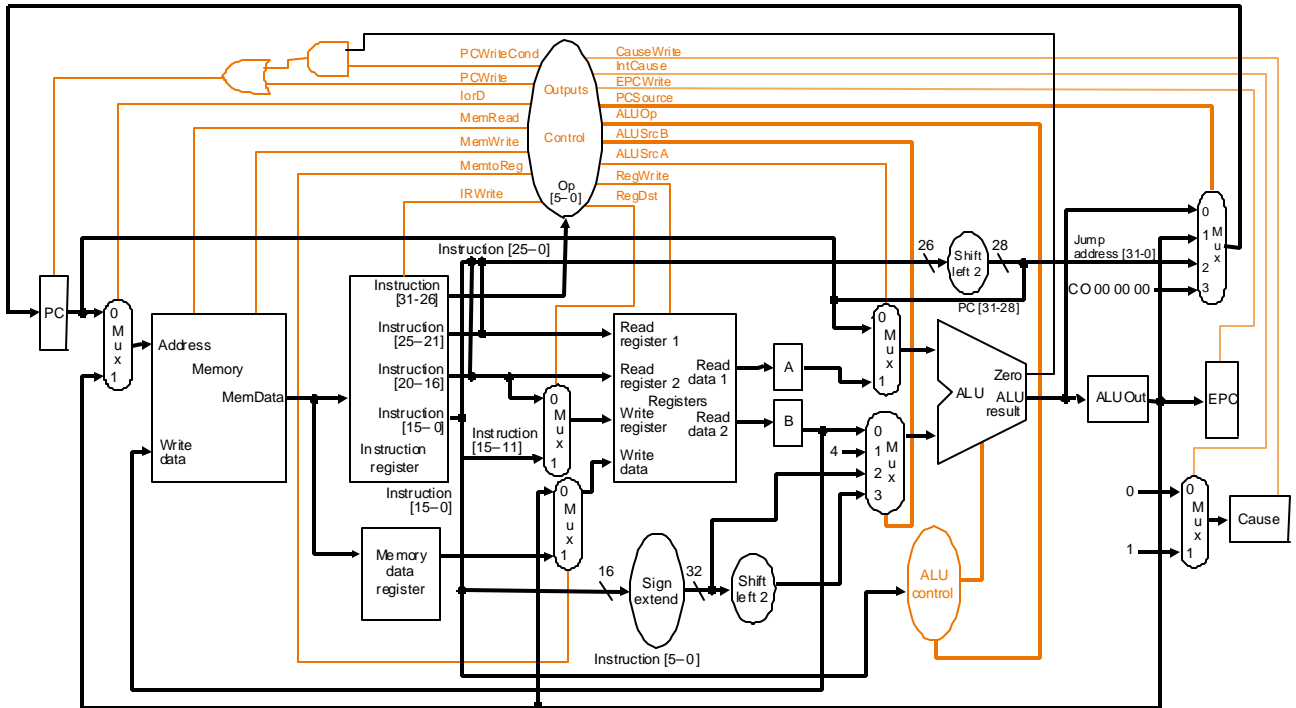 PCWriteCond
PCWrite
IorD
MemRead
MemWrite
MemtoReg
IRWrite
Outputs
Control
Op
[5–0]
CauseWrite
IntCause
EPCWrite
PCSource
ALUOp
ALUSrcB
ALUSrcA
RegWrite
RegDst
Instruction [25–0]
26
Shift
left 2
28
Jump
address [31-0]
PC [31-28]
CO 00 00 00
0
1
2
3
M
u
x
PC
0
M
u
x
1
Address
Memory
MemData
Write
data
Instruction
[31-26]
Instruction
[25–21]
Instruction
[20–16]
Instruction
[15–0]
Instruction
register
Instruction
[15–0]
Instruction
[15–11]
0
M
u
x
1
0
M
u
x
1
Memory
data
register
Read
register 1
Read
register 2
Write
register
Write
data
Registers
Read
data 1
Read
data 2
A
B
4
0
M
u
x
1
0
1
2
3
M
u
x
Zero
ALU
ALU
result
ALUOut
EPC
0
1
0
M
u
x
1
Cause
16
Sign
extend
32
Shift
left 2
ALU
control
Instruction [5–0]